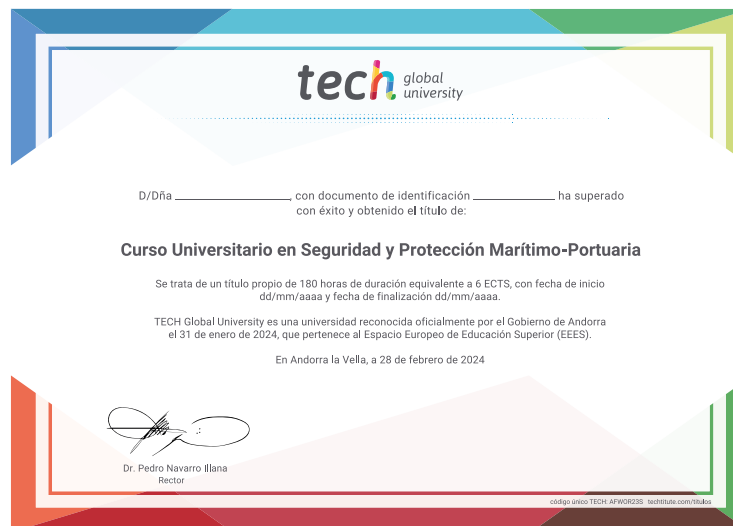 tech global university
D/Dña ____________, con documento de identificación ____________ ha superado
con éxito y obtenido el título de:
Curso Universitario en Seguridad y Protección Marítimo-Portuaria
Se trata de un título propio de 180 horas de duración equivalente a 6 ECTS, con fecha de inicio
dd/mm/aaaa y fecha de finalización dd/mm/aaaa.
TECH Global University es una universidad reconocida oficialmente por el Gobierno de Andorra
el 31 de enero de 2024, que pertenece al Espacio Europeo de Educación Superior (EEES).
En Andorra la Vella, a 28 de febrero de 2024
Dr. Pedro Navarro Illana
Rector
código único TECH: AFWOR23S techtitute.com/titulos